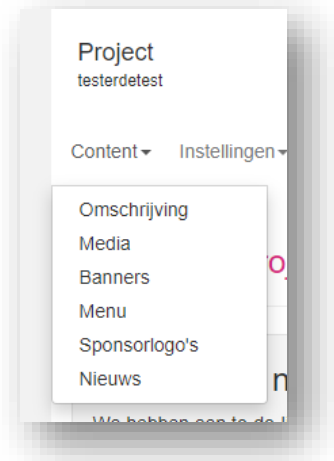 Project
testerdetest
Content Instellingen
Omschrijving
Media
Banners
Menu
Sponsorlogo's
Nieuws